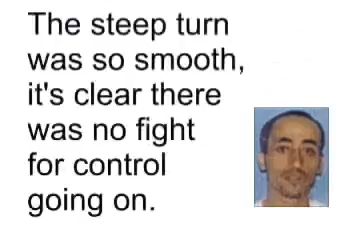 The steep turn
was so smooth,
it's clear there
was no fight
for control
going on.